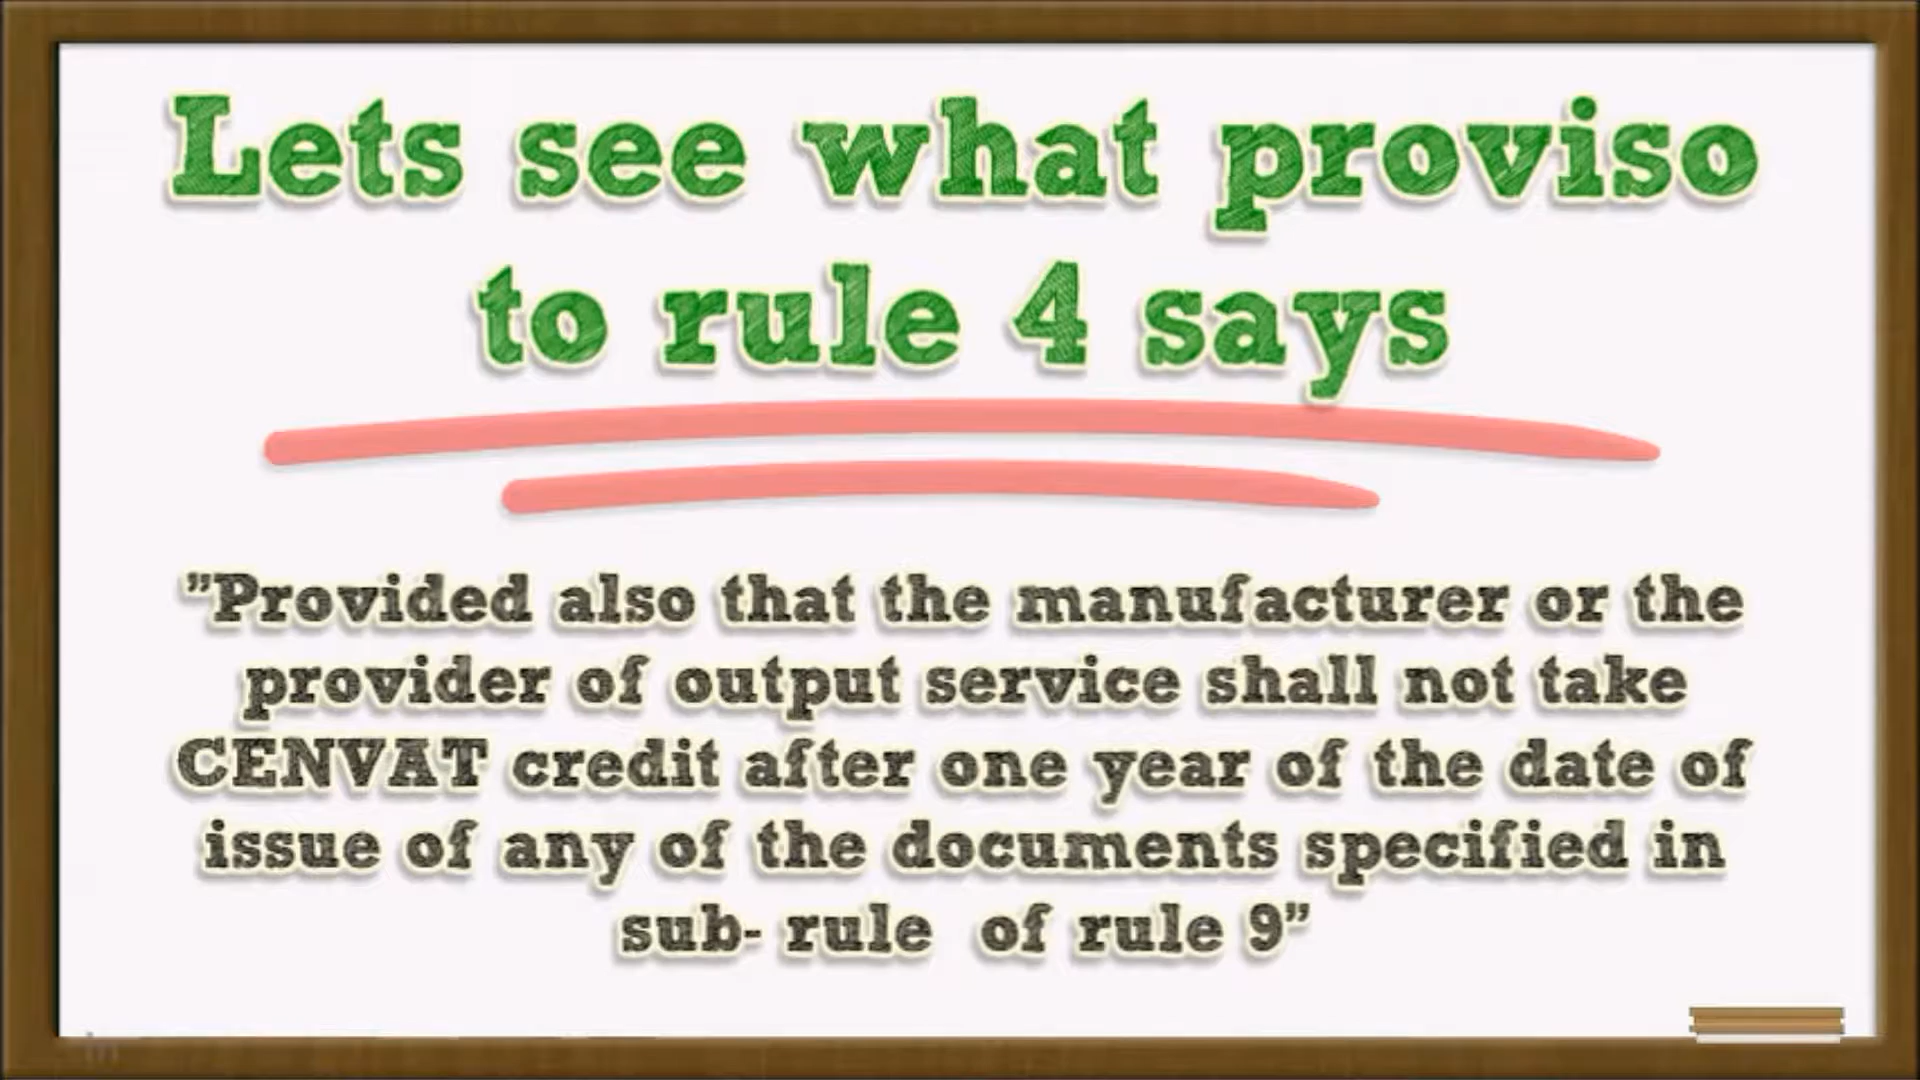 Lets see what proviso
to rule 4 says
”Provided also that the manufacturer or the
provider of output service shall not take
CENVAT credit after one year of the date of
issue of any of the documents specified in
sub- rule of rule 9”